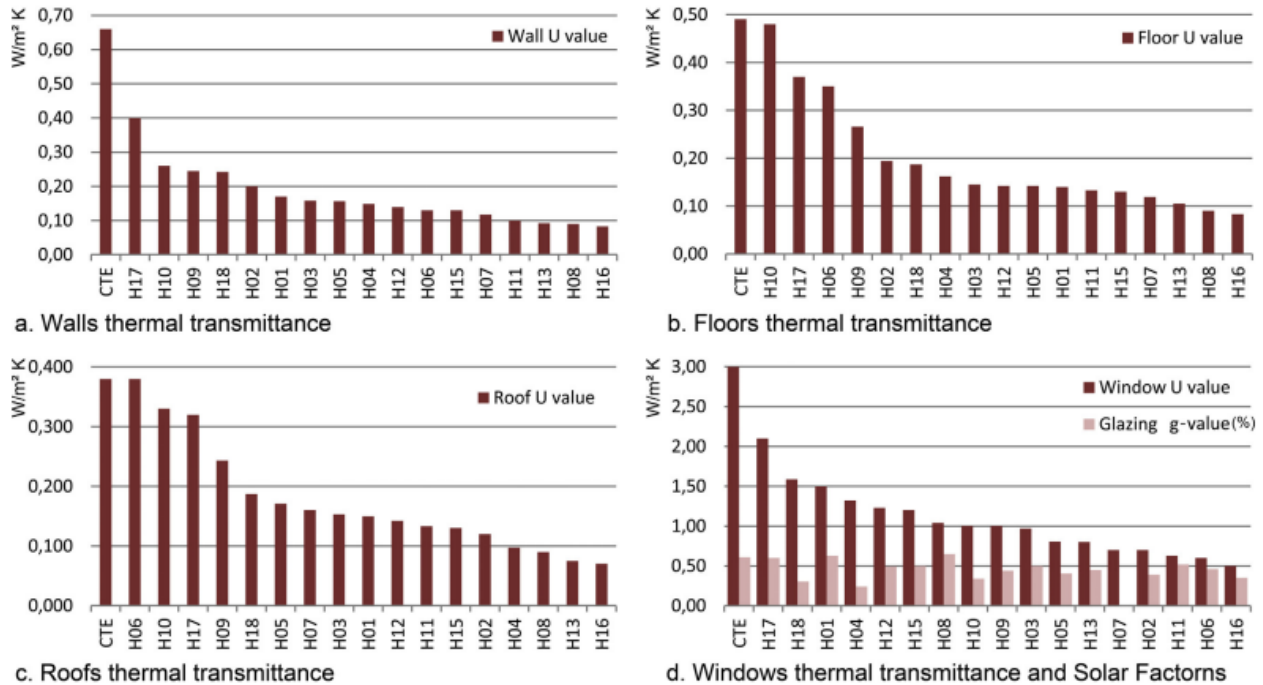 W/m² K
0,70
0,60
0,50
0,40
0,30
0,20
0,10
0,00
Wall U value
CTE H17 H10 H09 H18 H02 H01 H03 H05 H04 H12 H06 H15 H07 H11 H13 H08 H16
a. Walls thermal transmittance
W/m² K
0,50
0,40
0,30
0,20
0,10
0,00
Floor U value
CTE H10 H17 H06 H09 H02 H18 H04 H03 H12 H05 H01 H11 H15 H07 H13 H08 H16
b. Floors thermal transmittance
W/m² K
0,400
0,300
0,200
0,100
0,000
Roof U value
CTE H06 H10 H17 H09 H18 H05 H07 H03 H01 H12 H11 H15 H02 H04 H08 H13 H16
c. Roofs thermal transmittance
W/m² K
3,00
2,50
2,00
1,50
1,00
0,50
0,00
Window U value
Glazing g-value(%)
CTE H17 H18 H01 H04 H12 H15 H08 H10 H09 H03 H05 H13 H07 H02 H11 H06 H16
d. Windows thermal transmittance and Solar Factorns